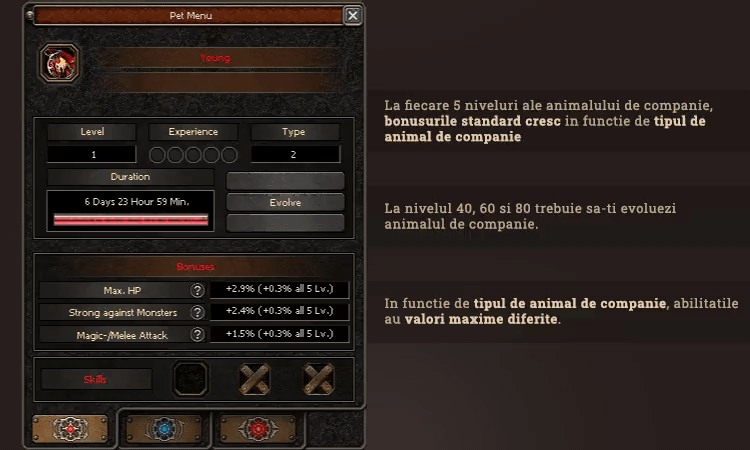 Pet Menu
Young
Level
Experience
Type
1
2
Duration
6 Days 23 Hour 59 Min.
Evolve
Bonuses
Max. HP
?
+2.9% (+0.3% all 5 Lv.)
Strong against Monsters
?
+2.4% (+0.3% all 5 Lv.)
Magic-/Melee Attack
?
+1.5% (+0.3% all 5 Lv.)
Skills
La fiecare 5 niveluri ale animalului de companie,
bonusurile standard cresc in functie de tipul de
animal de companie
La nivelul 40, 60 si 80 trebuie sa-ti evoluezi
animalul de companie.
In functie de tipul de animal de companie, abilitatile
au valori maxime diferite.